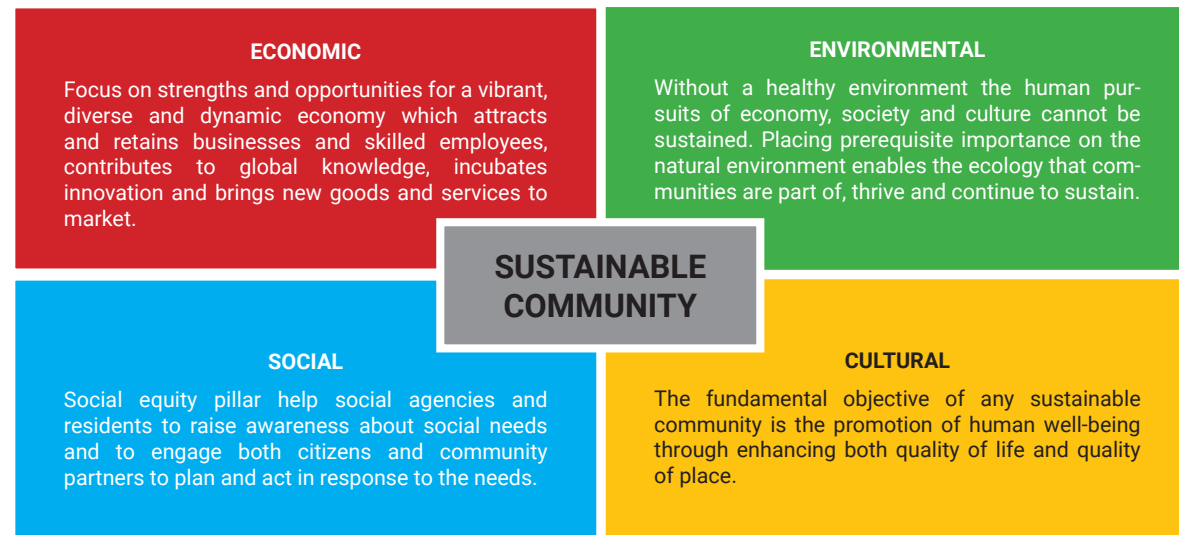 ECONOMIC
Focus on strengths and opportunities for a vibrant,
diverse and dynamic economy which attracts
and retains businesses and skilled employees,
contributes to global knowledge, incubates
innovation and brings new goods and services to
market.
ENVIRONMENTAL
Without a healthy environment the human pur-
suits of economy, society and culture cannot be
sustained. Placing prerequisite importance on the
natural environment enables the ecology that com-
munities are part of, thrive and continue to sustain.
SUSTAINABLE
COMMUNITY
SOCIAL
Social equity pillar help social agencies and
residents to raise awareness about social needs
and to engage both citizens and community
partners to plan and act in response to the needs.
CULTURAL
The fundamental objective of any sustainable
community is the promotion of human well-being
through enhancing both quality of life and quality
of place.